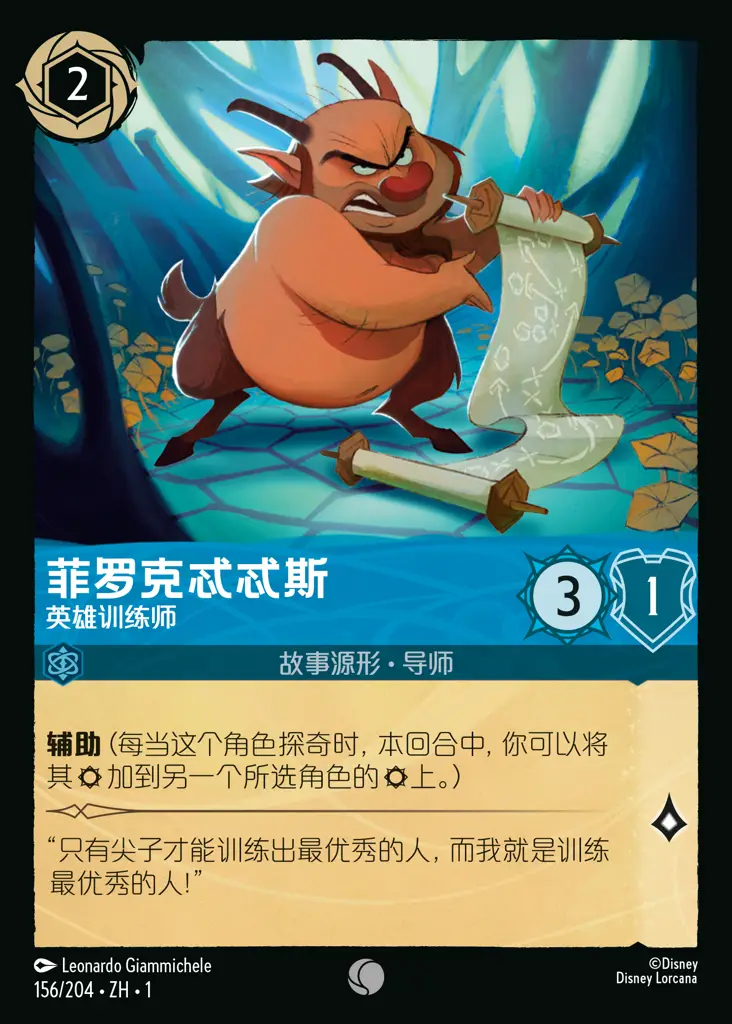 2
菲罗克忒忒斯
英雄训练师
3
1
故事源形 • 导师
辅助 (每当这个角色探奇时, 本回合中, 你可以将
其 加到另一个所选角色的 上。)
“只有尖子才能训练出最优秀的人, 而我就是训练
最优秀的人!”
Leonardo Giammichele
156/204 • ZH • 1
©Disney
Disney Lorcana